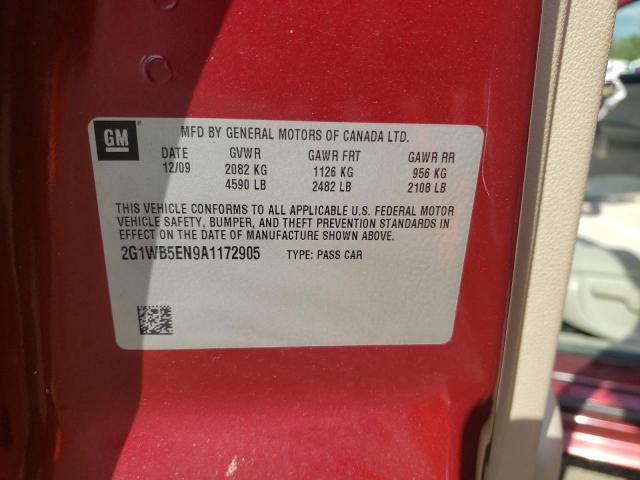 GM MFD BY GENERAL MOTORS OF CANADA LTD.
DATE GVWR GAWR FRT GAWR RR
12/09 2082 KG 1126 KG 956 KG
4590 LB 2482 LB 2108 LB
THIS VEHICLE CONFORMS TO ALL APPLICABLE U.S. FEDERAL MOTOR
VEHICLE SAFETY, BUMPER, AND THEFT PREVENTION STANDARDS IN
EFFECT ON THE DATE OF MANUFACTURE SHOWN ABOVE.
2G1WB5EN9A1172905 TYPE: PASS CAR